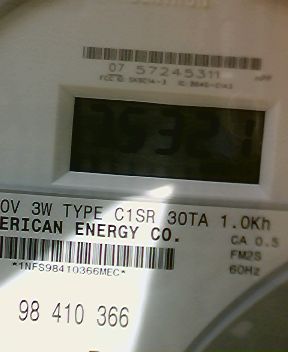 07 57245311
75321
0V 3W TYPE C1SR 30TA 1.0Kh
ERICAN ENERGY CO.
CA 0.5
FM2S
60Hz
*1NFS98410366MEC*
98 410 366